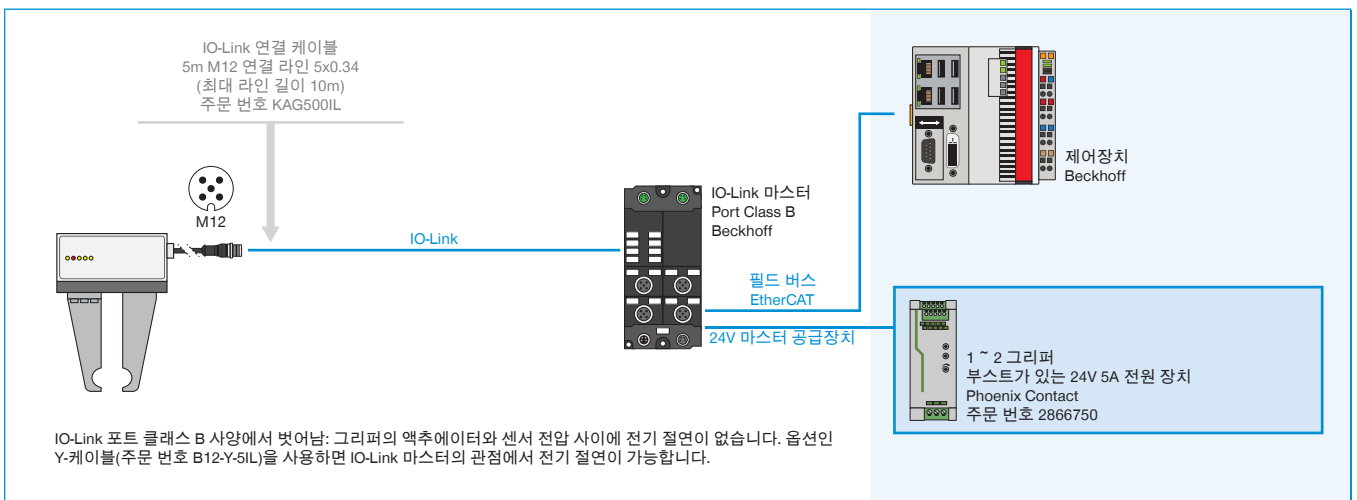 IO-Link 연결 케이블
5m M12 연결 라인 5x0.34
(최대 라인 길이 10m)
주문 번호 KAG500IL
M12
IO-Link
IO-Link 마스터
Port Class B
Beckhoff
필드 버스
EtherCAT
24V 마스터 공급장치
제어장치
Beckhoff
1 ~ 2 그리퍼
부스트가 있는 24V 5A 전원 장치
Phoenix Contact
주문 번호 2866750
IO-Link 포트 클래스 B 사양에서 벗어남: 그리퍼의 액추에이터와 센서 전압 사이에 전기 절연이 없습니다. 옵션인
Y-케이블(주문 번호 B12-Y-5IL)을 사용하면 IO-Link 마스터의 관점에서 전기 절연이 가능합니다.